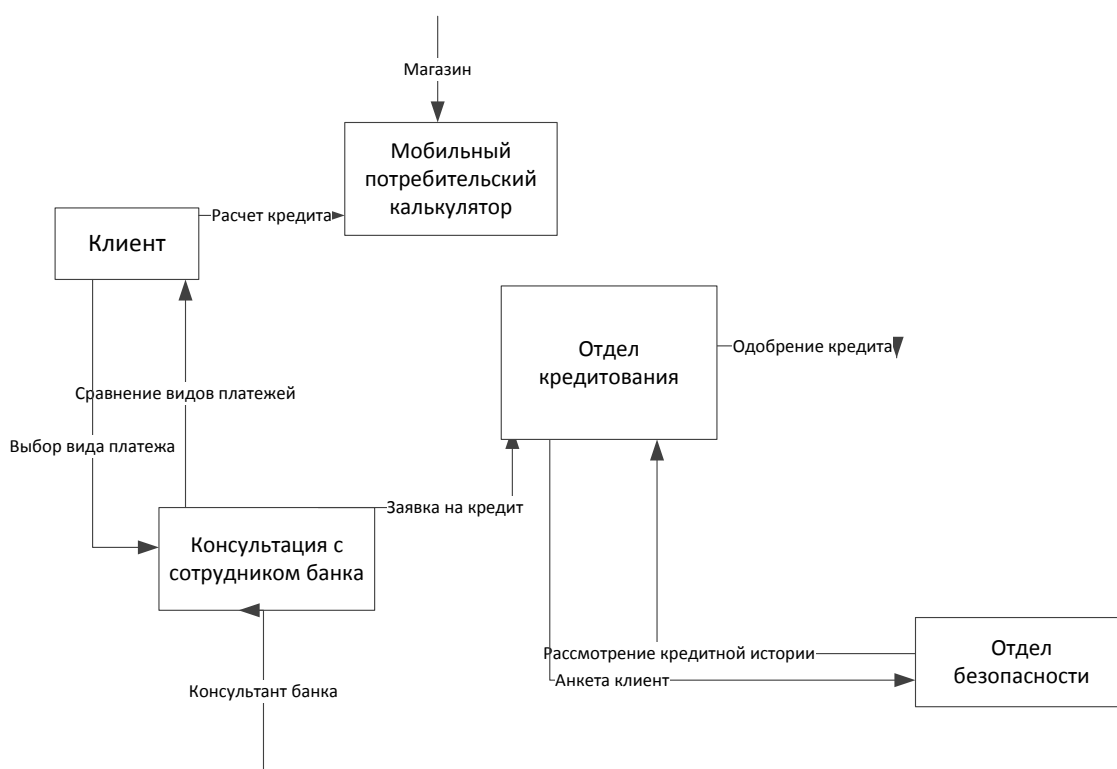 Магазин
Мобильный
потребительский
калькулятор
Расчет кредита
Клиент
Отдел
кредитования
Одобрение кредита
Сравнение видов платежей
Выбор вида платежа
Заявка на кредит
Консультация с
сотрудником банка
Рассмотрение кредитной истории
Отдел
безопасности
Анкета клиент
Консультант банка